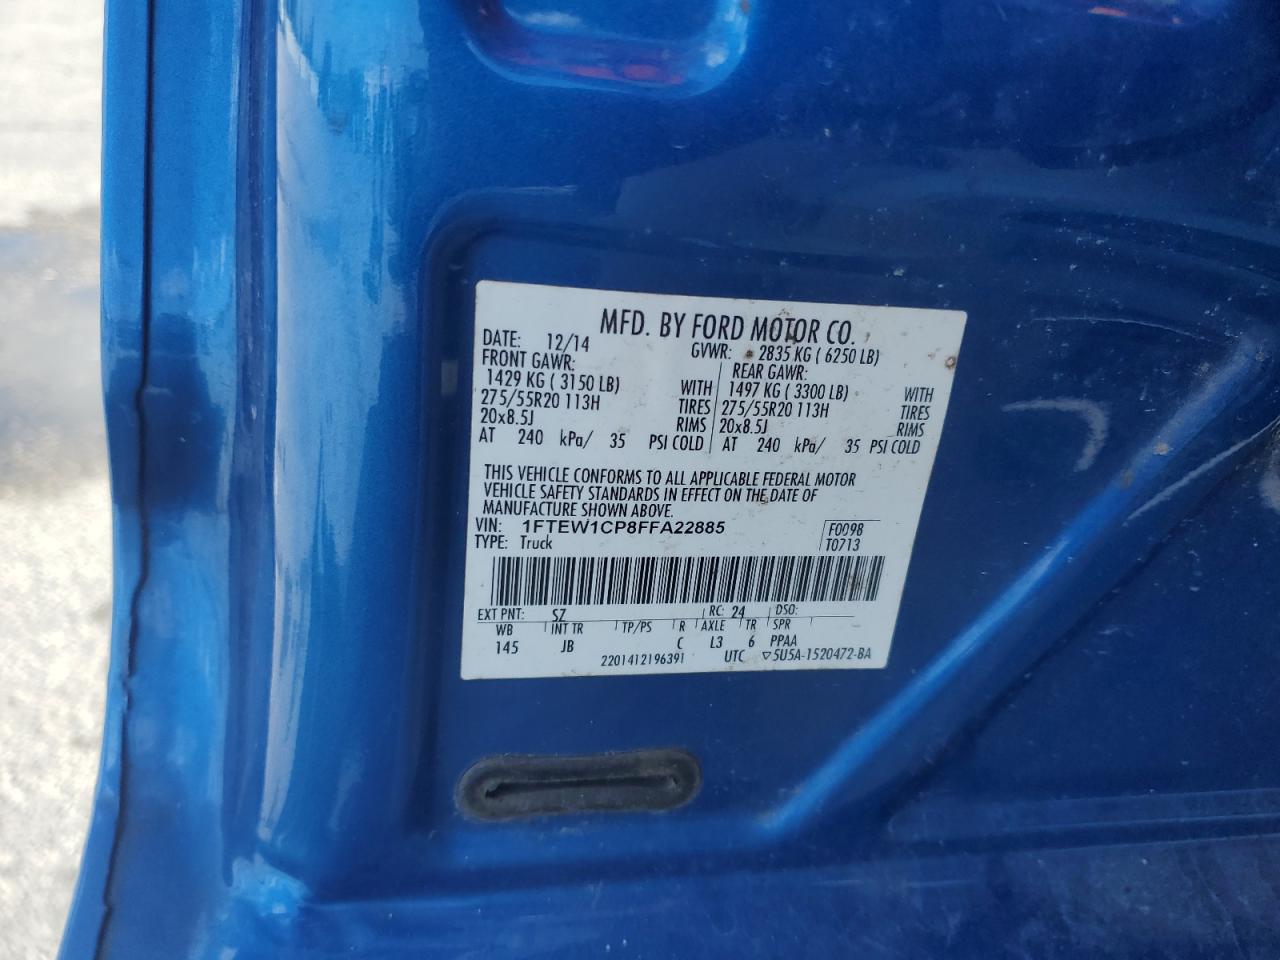 MFD. BY FORD MOTOR CO.
DATE: 12/14 GVWR: 2835 KG ( 6250 LB)
FRONT GAWR: REAR GAWR:
1429 KG ( 3150 LB) WITH 1497 KG ( 3300 LB) WITH
275/55R20 113H TIRES 275/55R20 113H TIRES
20x8.5J RIMS 20x8.5J RIMS
AT 240 kPa/ 35 PSI COLD AT 240 kPa/ 35 PSI COLD
THIS VEHICLE CONFORMS TO ALL APPLICABLE FEDERAL MOTOR
VEHICLE SAFETY STANDARDS IN EFFECT ON THE DATE OF
MANUFACTURE SHOWN ABOVE.
VIN: 1FTEW1CP8FFA22885 F0098
TYPE: Truck T0713
EXT PNT: SZ RC: 24 DSO:
WB INT TR TP/PS R AXLE TR SPR
145 JB C L3 6 PPAA
2201412196391 UTC ▽5U5A-1520472-BA